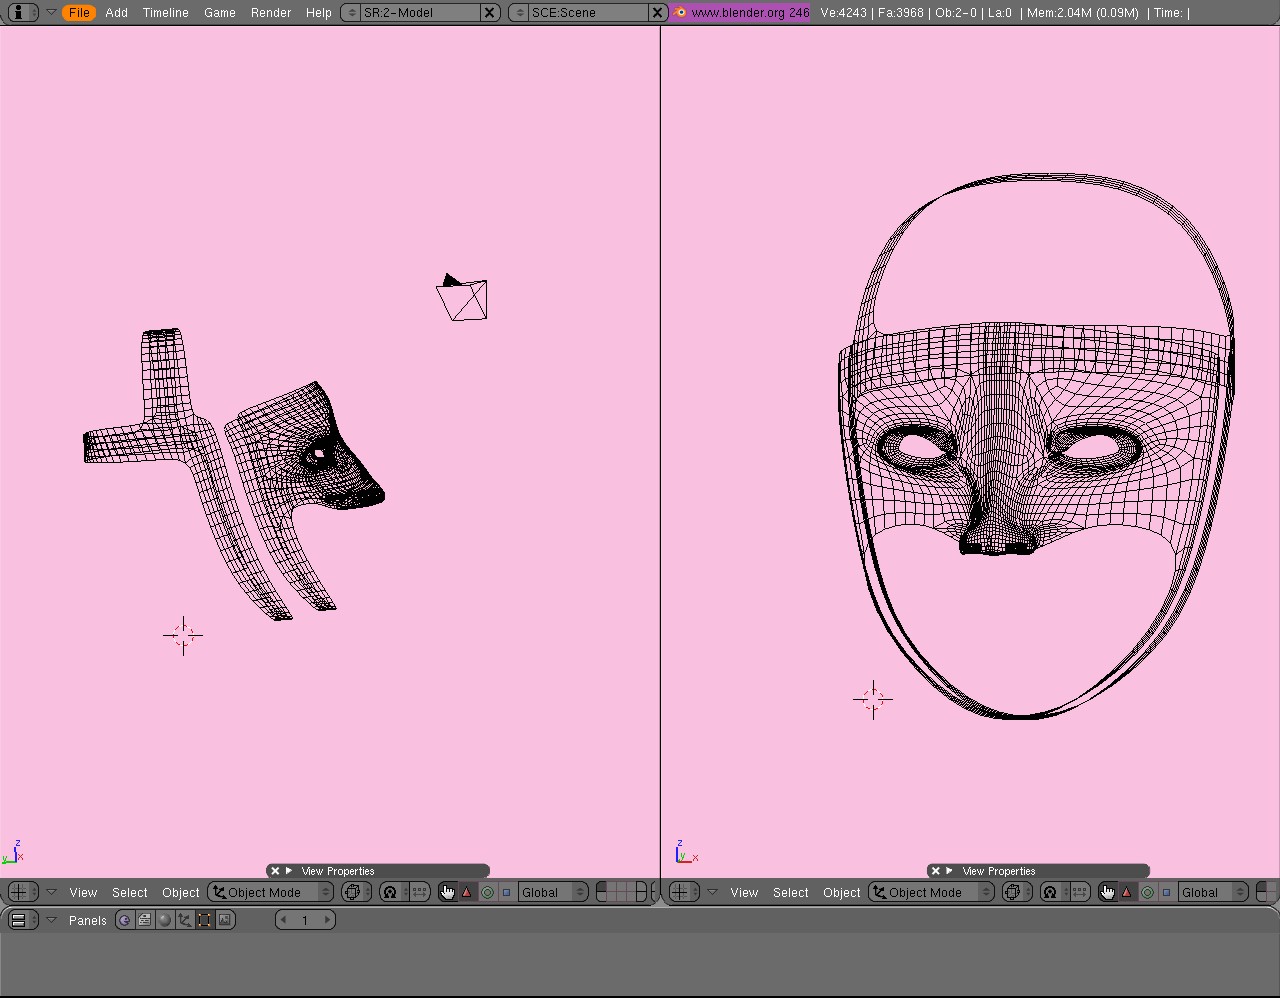 File Add Timeline Game Render Help SR:2-Model SCE:Scene www.blender.org 246 Ve:4243 | Fa:3968 | Ob:2-0 | La:0 | Mem:2.04M (0.09M) | Time: |
z
y x
z
y x
View Properties
View Properties
View Select Object Object Mode Global
View Select Object Object Mode Global
Panels 1